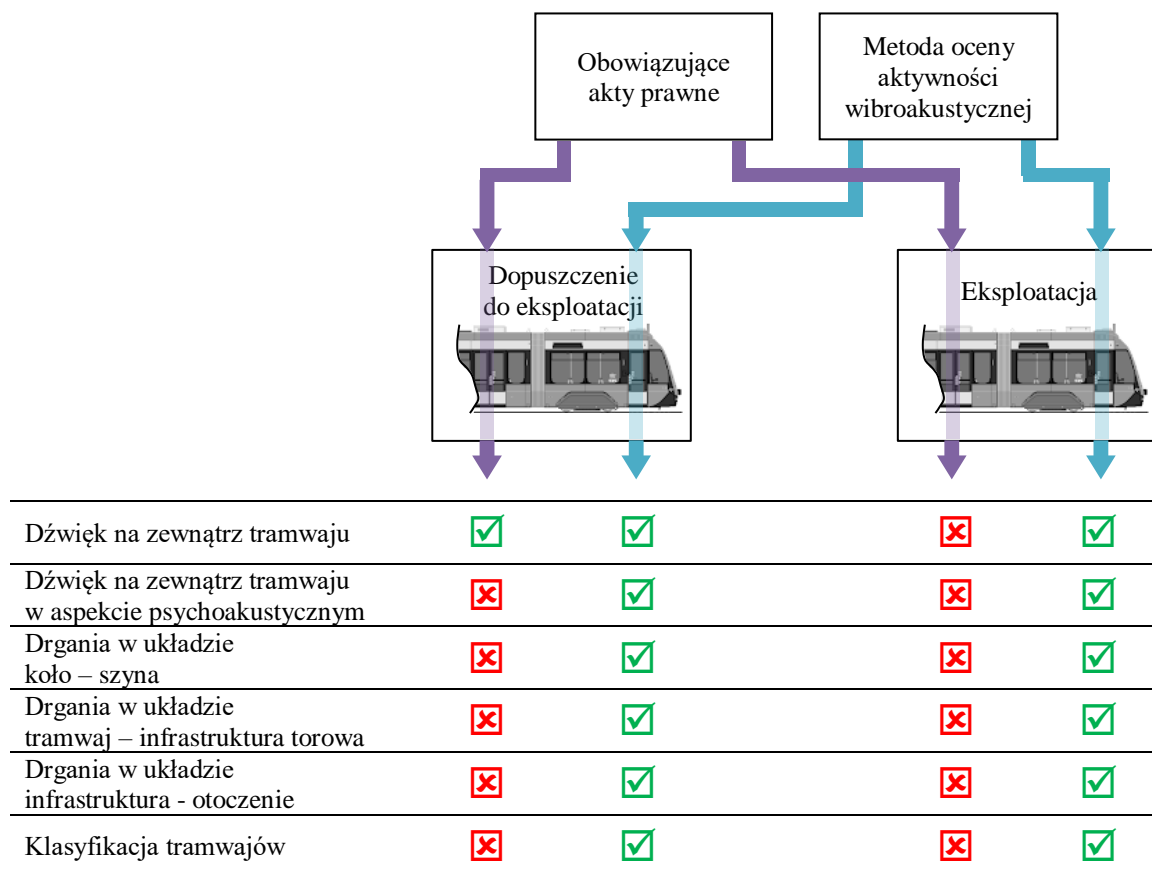 Obowiązujące
akty prawne
Metoda oceny
aktywności
wibroakustycznej
Dopuszczenie
do eksploatacji
Eksploatacja
Dźwięk na zewnątrz tramwaju
Dźwięk na zewnątrz tramwaju
w aspekcie psychoakustycznym
Drgania w układzie
koło – szyna
Drgania w układzie
tramwaj – infrastruktura torowa
Drgania w układzie
infrastruktura - otoczenie
Klasyfikacja tramwajów